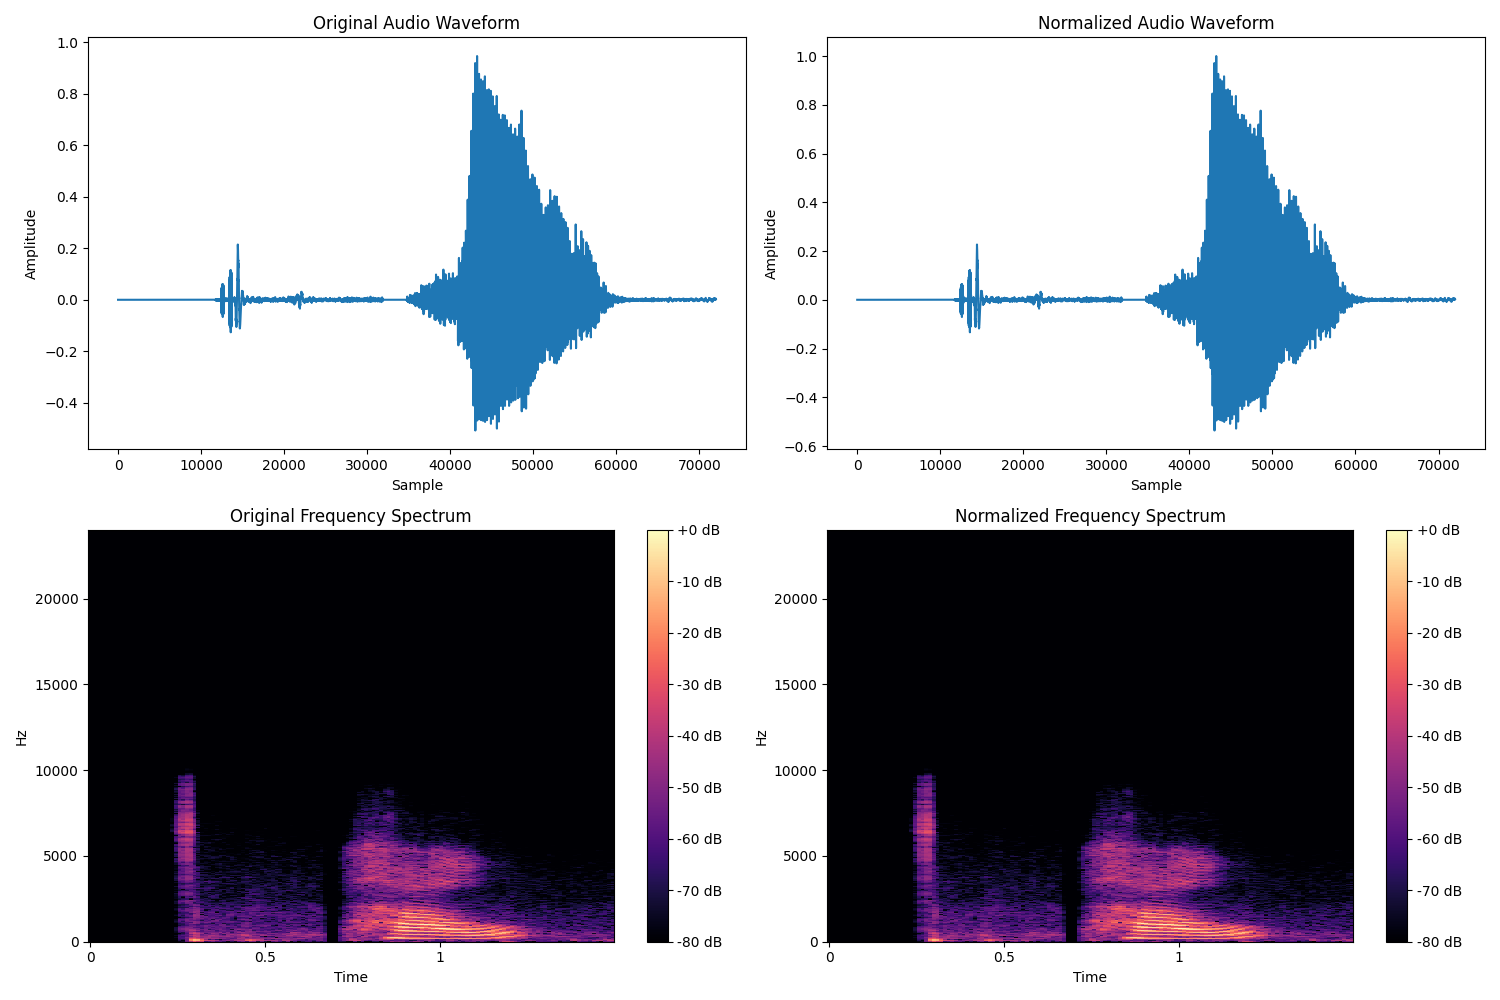 Original Audio Waveform
Normalized Audio Waveform
1.0
0.8
0.6
0.4
0.2
0.0
−0.2
−0.4
Amplitude
0
10000
20000
30000
40000
50000
60000
70000
Sample
1.0
0.8
0.6
0.4
0.2
0.0
−0.2
−0.4
−0.6
Amplitude
0
10000
20000
30000
40000
50000
60000
70000
Sample
Original Frequency Spectrum
Normalized Frequency Spectrum
20000
15000
10000
5000
0
Hz
0
0.5
1
Time
+0 dB
-10 dB
-20 dB
-30 dB
-40 dB
-50 dB
-60 dB
-70 dB
-80 dB
20000
15000
10000
5000
0
Hz
0
0.5
1
Time
+0 dB
-10 dB
-20 dB
-30 dB
-40 dB
-50 dB
-60 dB
-70 dB
-80 dB